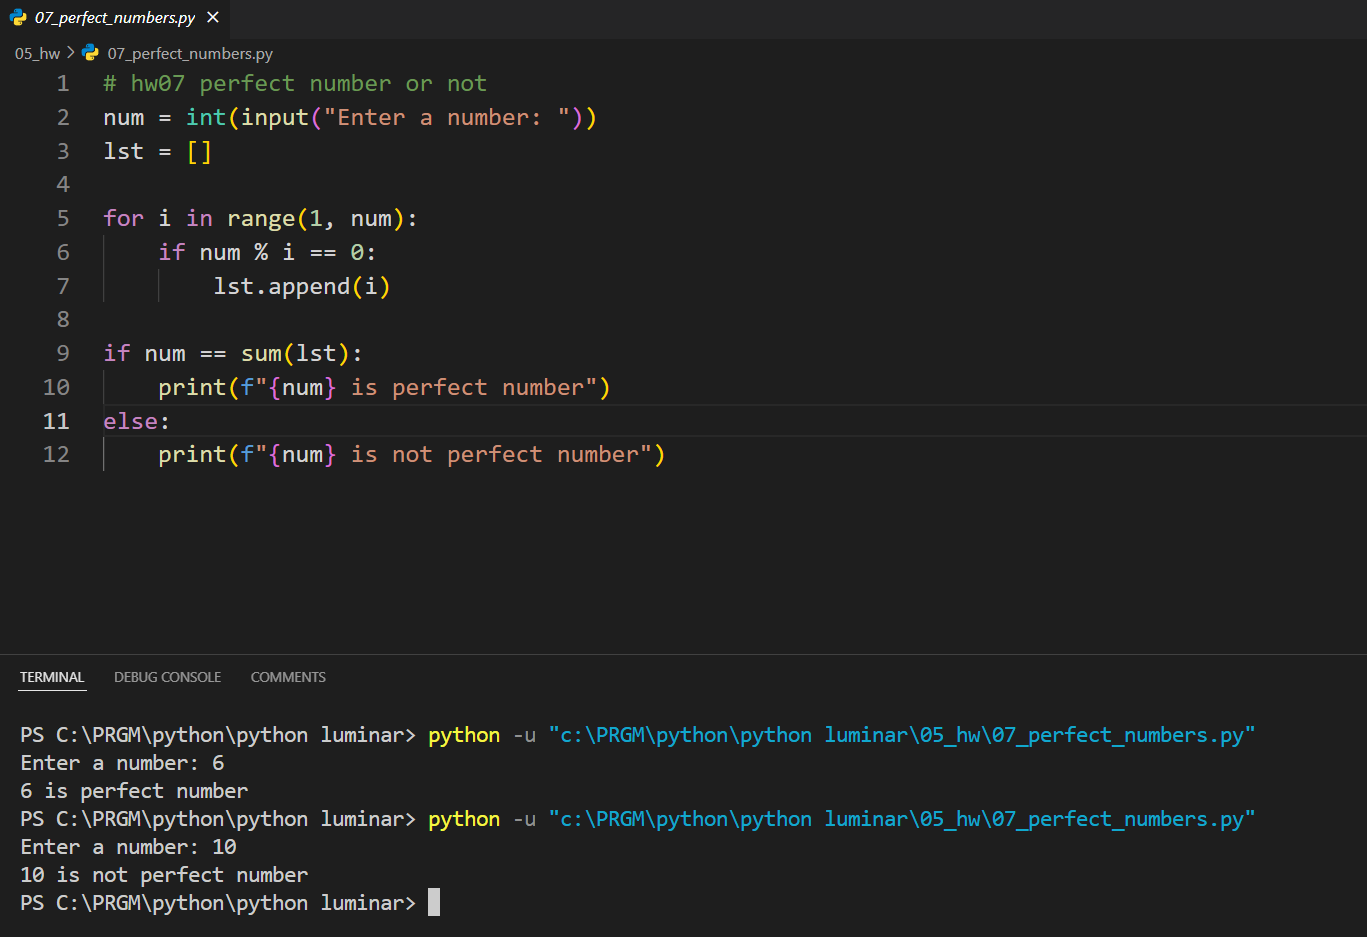 07_perfect_numbers.py ×
05_hw > 07_perfect_numbers.py
1 # hw07 perfect number or not
2 num = int(input("Enter a number: "))
3 lst = []
4
5 for i in range(1, num):
6     if num % i == 0:
7         lst.append(i)
8
9 if num == sum(lst):
10     print(f"{num} is perfect number")
11 else:
12     print(f"{num} is not perfect number")
TERMINAL DEBUG CONSOLE COMMENTS
PS C:\PRGM\python\python luminar> python -u "c:\PRGM\python\python luminar\05_hw\07_perfect_numbers.py"
Enter a number: 6
6 is perfect number
PS C:\PRGM\python\python luminar> python -u "c:\PRGM\python\python luminar\05_hw\07_perfect_numbers.py"
Enter a number: 10
10 is not perfect number
PS C:\PRGM\python\python luminar>